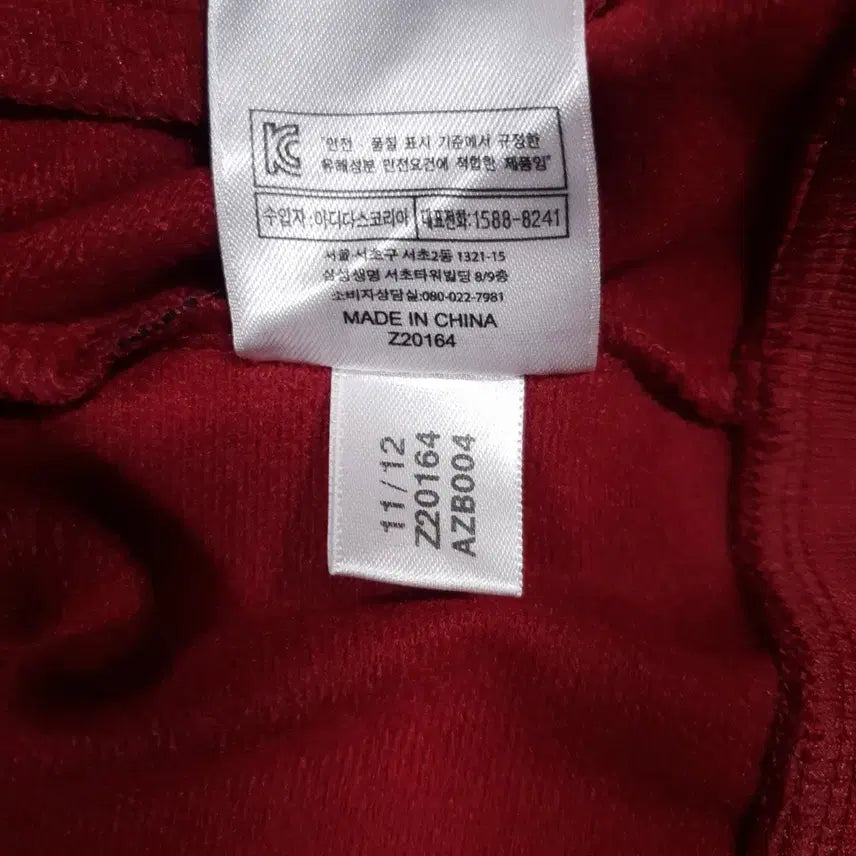 KC
"안전 · 품질 표시 기준에서 규정한
유해성분 안전요건에 적합한 제품임"
수입자:아디다스코리아 대표전화:1588-8241
서울 서초구 서초2동 1321-15
삼성생명 서초타워빌딩 8/9층
소비자상담실:080-022-7981
MADE IN CHINA
Z20164
11/12
Z20164
AZB004